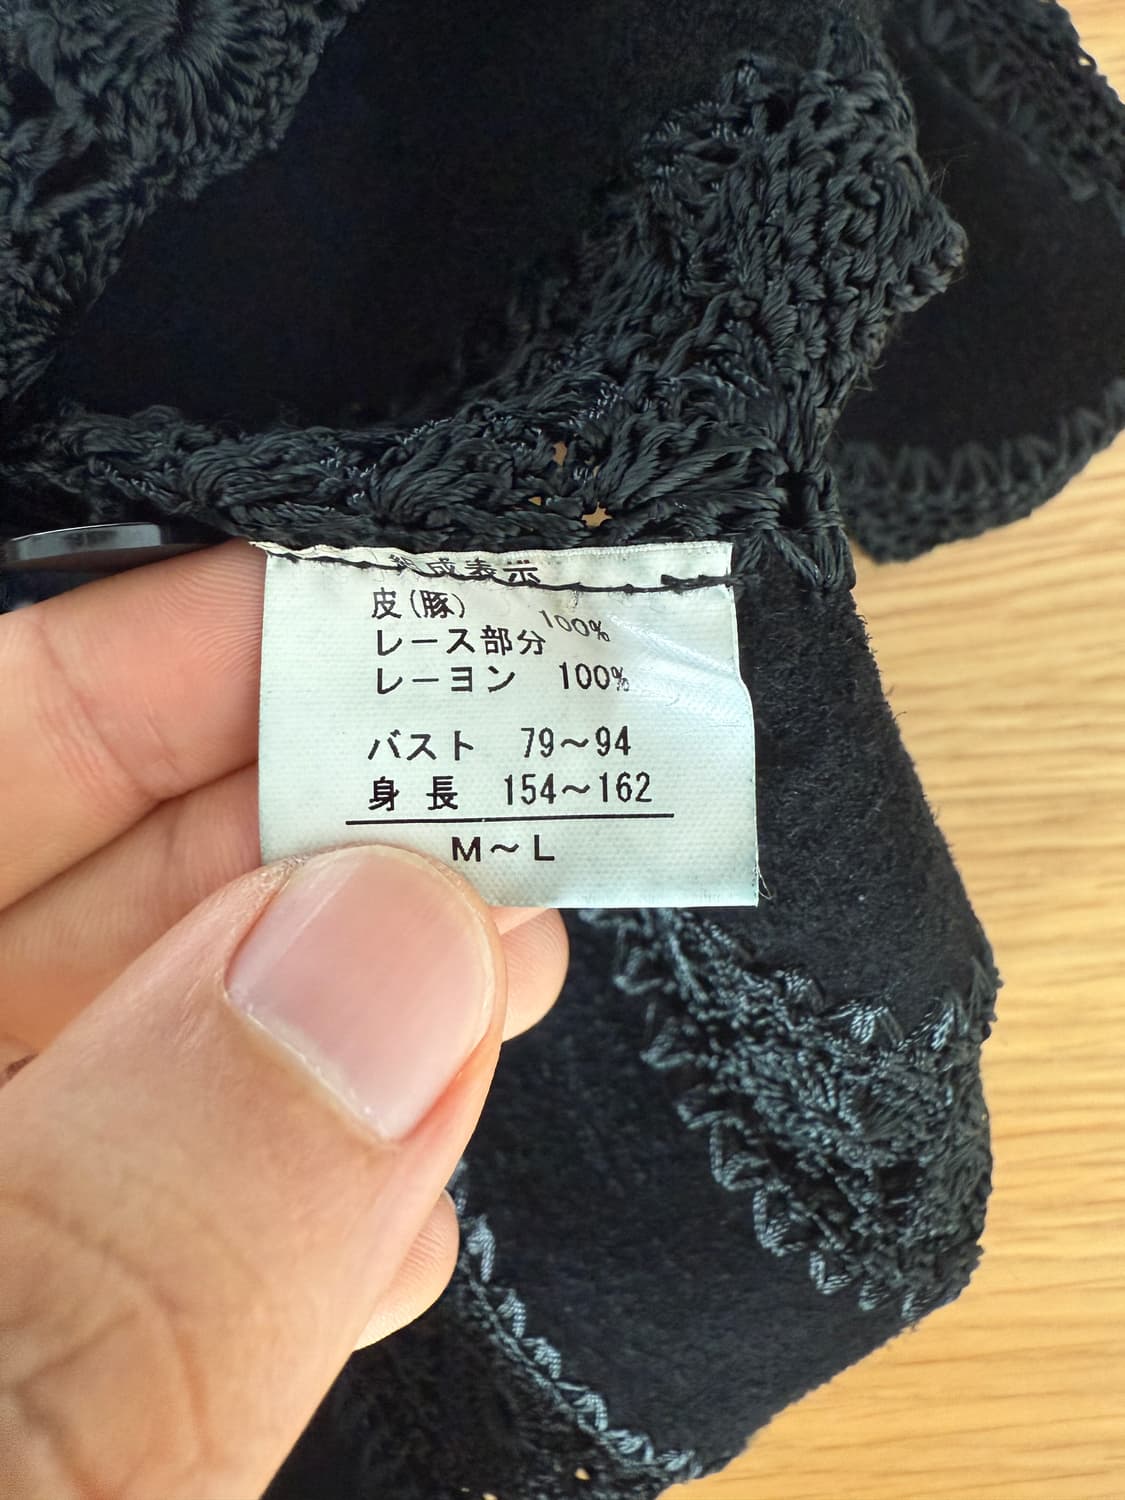 組成表示
皮(豚) 100%
レース部分
レーヨン 100%
バスト 79～94
身長 154～162
M～L